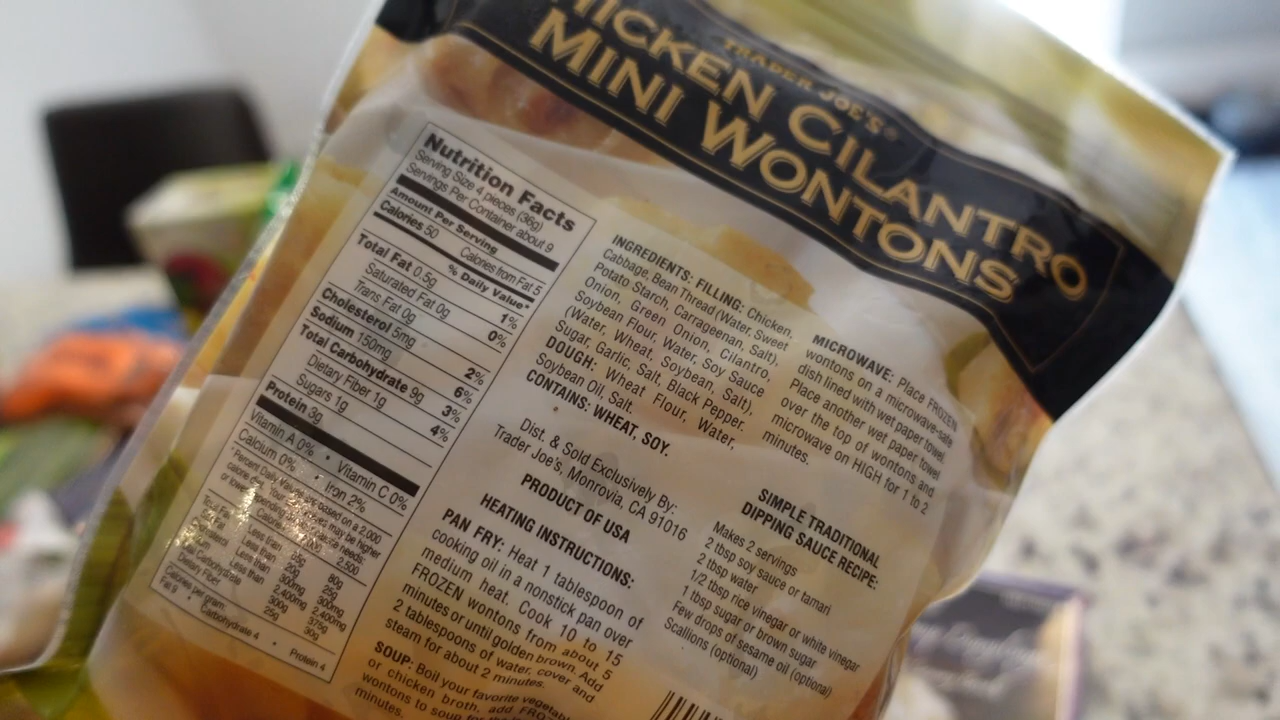 TRADER JOE'S®
CHICKEN CILANTRO
MINI WONTONS
Nutrition Facts
Serving Size 4 pieces (36g)
Servings Per Container about 9
Amount Per Serving
Calories 50 Calories from Fat 5
% Daily Value*
Total Fat 0.5g 1%
Saturated Fat 0g 0%
Trans Fat 0g
Cholesterol 5mg 2%
Sodium 150mg 6%
Total Carbohydrate 9g 3%
Dietary Fiber 1g 4%
Sugars 1g
Protein 3g
Vitamin A 0% • Vitamin C 0%
Calcium 0% • Iron 2%
INGREDIENTS: FILLING: Chicken,
Cabbage, Bean Thread (Water, Sweet
Potato Starch, Carrageenan, Salt),
Onion, Green Onion, Cilantro,
Soybean Flour, Water, Soy Sauce
(Water, Wheat, Soybean, Salt),
Sugar, Garlic, Salt, Black Pepper.
DOUGH: Wheat Flour, Water,
Soybean Oil, Salt.
CONTAINS: WHEAT, SOY.
Dist. & Sold Exclusively By:
Trader Joe's, Monrovia, CA 91016
PRODUCT OF USA
HEATING INSTRUCTIONS:
PAN FRY: Heat 1 tablespoon of
cooking oil in a nonstick pan over
medium heat. Cook 10 to 15
FROZEN wontons from about 5
minutes or until golden brown. Add
2 tablespoons of water, cover and
steam for about 2 minutes.
SOUP: Boil your favorite
or chicken broth, add
wontons to soup for
minutes.
MICROWAVE: Place FROZEN
wontons on a microwave-safe
dish lined with wet paper towel.
Place another wet paper towel
over the top of wontons and
microwave on HIGH for 1 to 2
minutes.
SIMPLE TRADITIONAL
DIPPING SAUCE RECIPE:
Makes 2 servings
2 tbsp soy sauce or tamari
2 tbsp water
1/2 tbsp rice vinegar or white vinegar
1 tbsp sugar or brown sugar
Few drops of sesame oil (optional)
Scallions (optional)